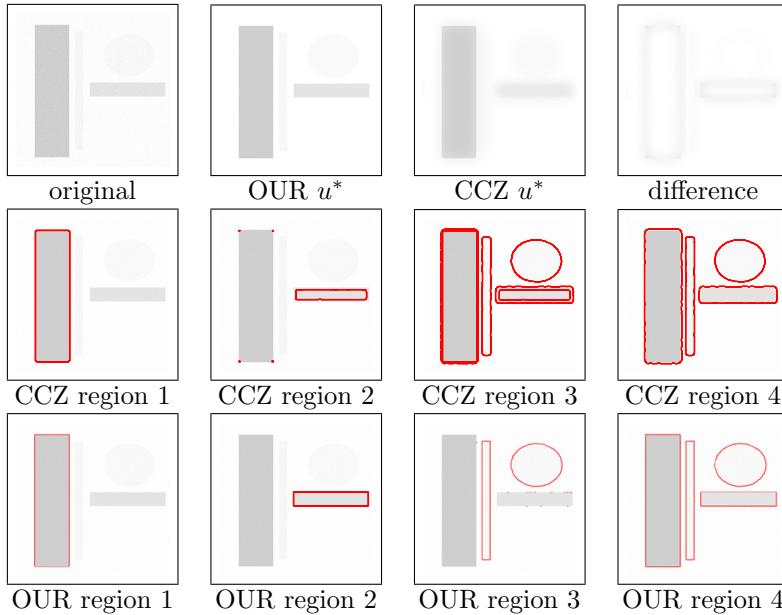 original OUR u* CCZ u* difference
CCZ region 1 CCZ region 2 CCZ region 3 CCZ region 4
OUR region 1 OUR region 2 OUR region 3 OUR region 4